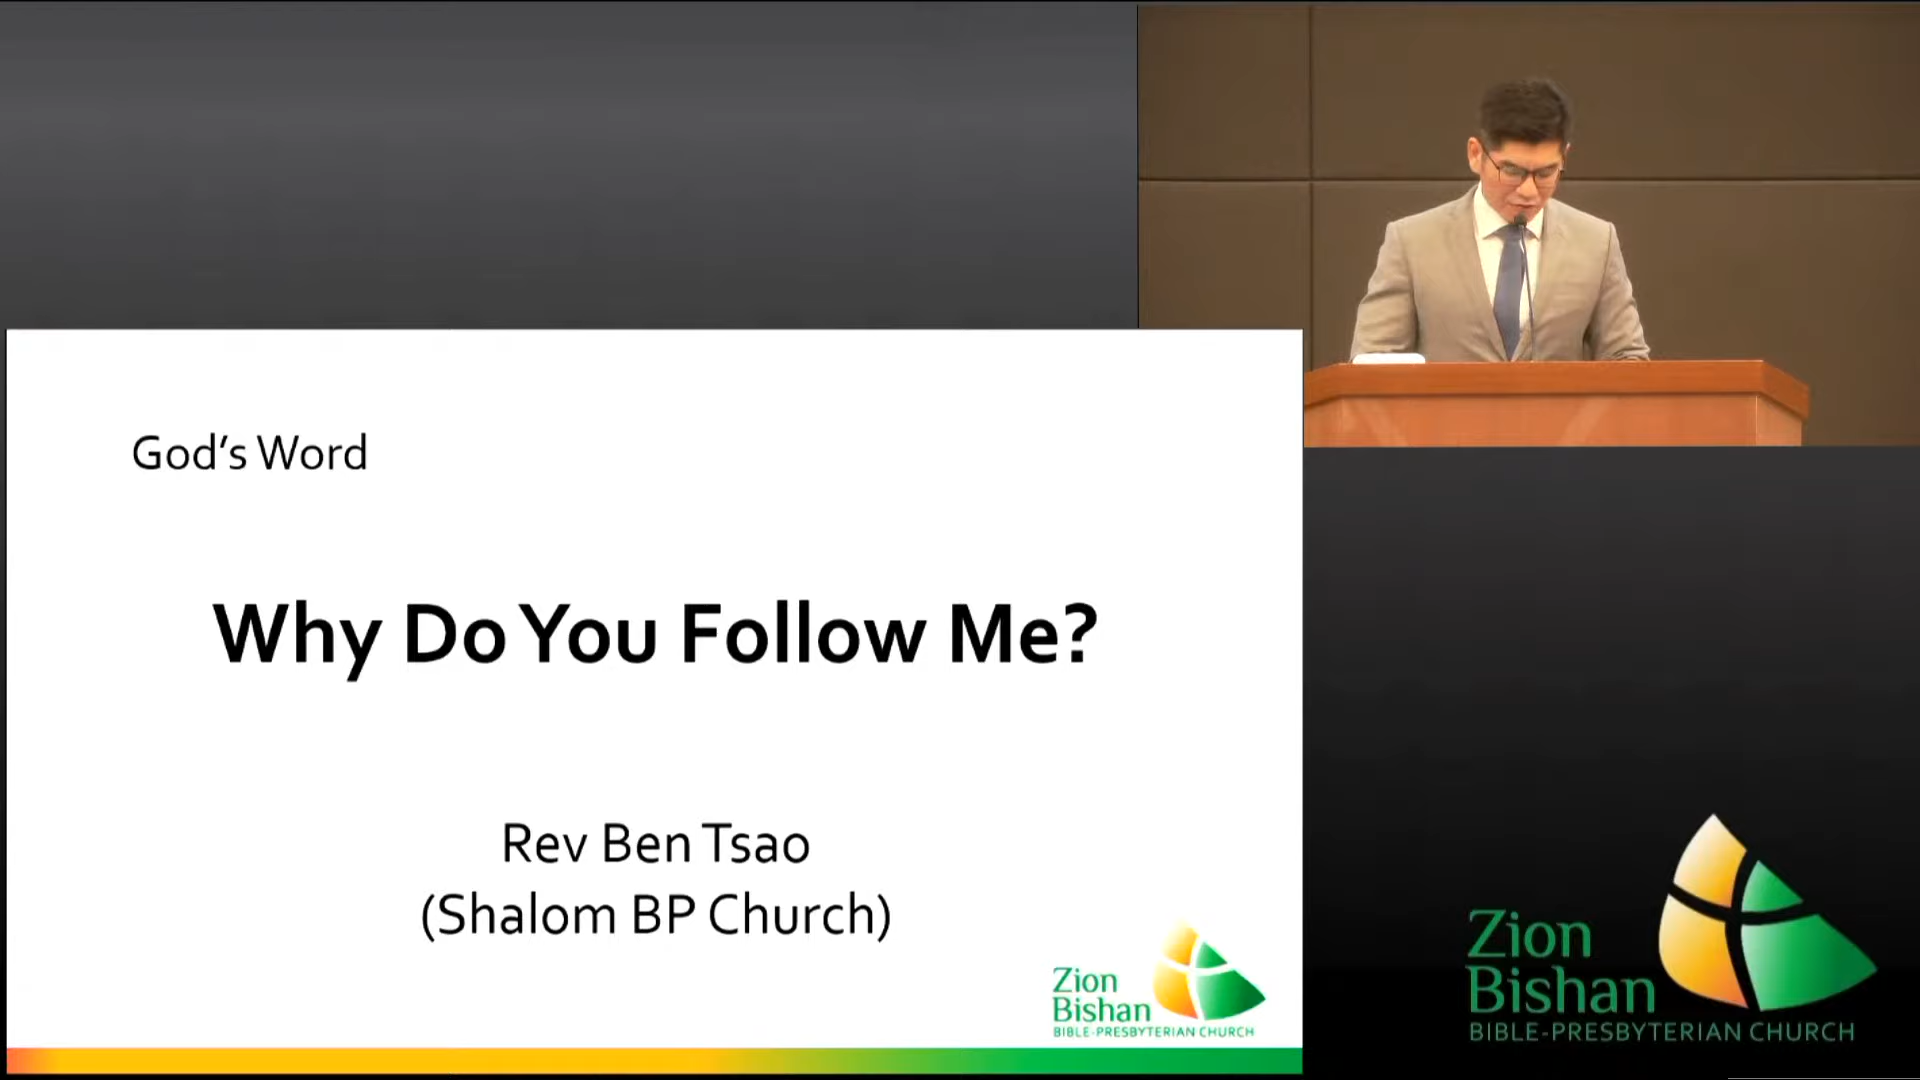 God's Word
Why Do You Follow Me?
Rev Ben Tsao
(Shalom BP Church)
Zion
Bishan
BIBLE-PRESBYTERIAN CHURCH
Zion
Bishan
BIBLE-PRESBYTERIAN CHURCH